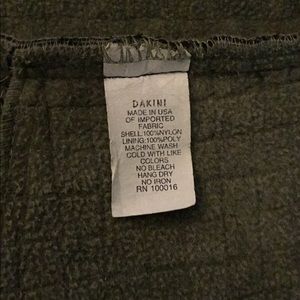 DAKINI
MADE IN USA
OF IMPORTED
FABRIC
SHELL:100%NYLON
LINING:100%POLY
MACHINE WASH
COLD WITH LIKE
COLORS
NO BLEACH
HANG DRY
NO IRON
RN 100016